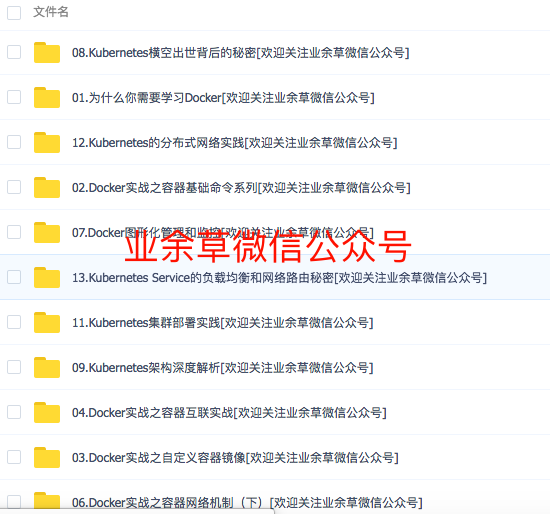 文件名
08.Kubernetes横空出世背后的秘密[欢迎关注业余草微信公众号]
01.为什么你需要学习Docker[欢迎关注业余草微信公众号]
12.Kubernetes的分布式网络实践[欢迎关注业余草微信公众号]
02.Docker实战之容器基础命令系列[欢迎关注业余草微信公众号]
07.Docker图形化管理和监控[欢迎关注业余草微信公众号]
业余草微信公众号
13.Kubernetes Service的负载均衡和网络路由秘密[欢迎关注业余草微信公众号]
11.Kubernetes集群部署实践[欢迎关注业余草微信公众号]
09.Kubernetes架构深度解析[欢迎关注业余草微信公众号]
04.Docker实战之容器互联实战[欢迎关注业余草微信公众号]
03.Docker实战之自定义容器镜像[欢迎关注业余草微信公众号]
06.Docker实战之容器网络机制（下）[欢迎关注业余草微信公众号]